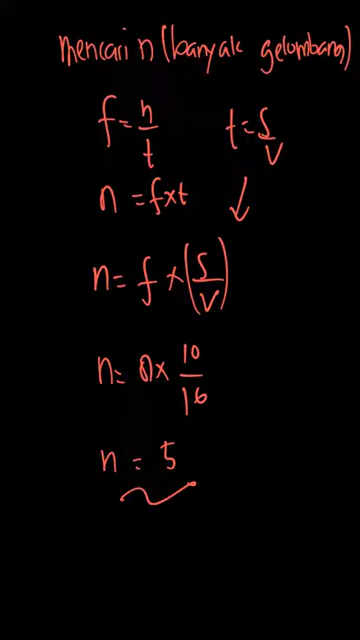 mencari n (banyak gelombang)
f = n/t   t = s/v
n = f x t
n = f x (s/v)
n = 8 x 10/16
n = 5